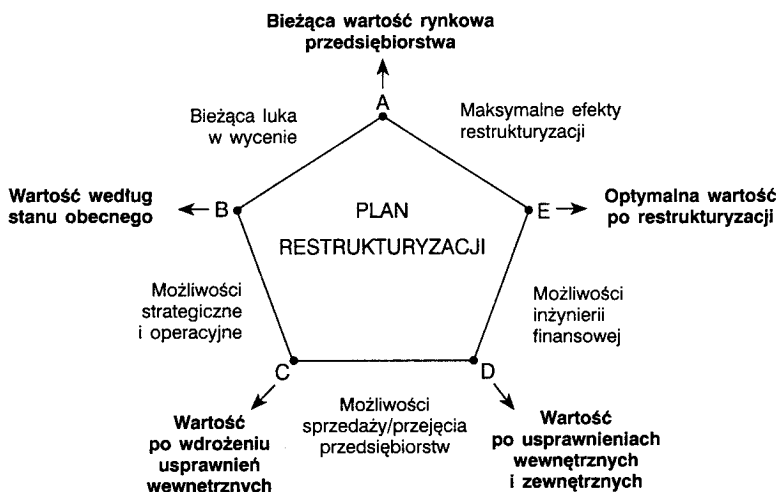 Bieżąca wartość rynkowa
przedsiębiorstwa
A
Bieżąca luka
w wycenie
Maksymalne efekty
restrukturyzacji
Wartość według
stanu obecnego
B
PLAN
RESTRUKTURYZACJI
E
Optymalna wartość
po restrukturyzacji
Możliwości
strategiczne
i operacyjne
Możliwości
inżynierii
finansowej
C
D
Wartość
po wdrożeniu
usprawnień
wewnętrznych
Możliwości
sprzedaży/przejęcia
przedsiębiorstw
Wartość
po usprawnieniach
wewnętrznych
i zewnętrznych